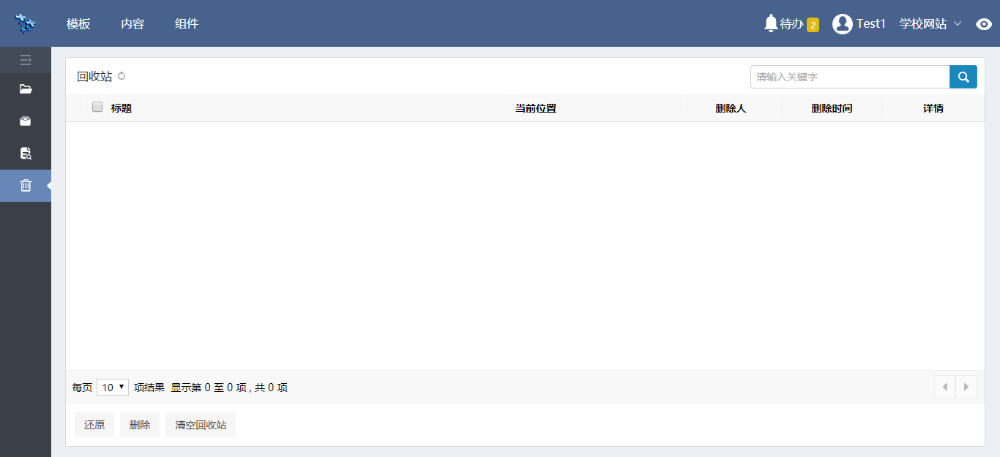 模板 内容 组件 待办 2 Test1 学校网站
回收站 请输入关键字
标题 当前位置 删除人 删除时间 详情
每页 10 项结果 显示第 0 至 0 项 , 共 0 项
还原 删除 清空回收站